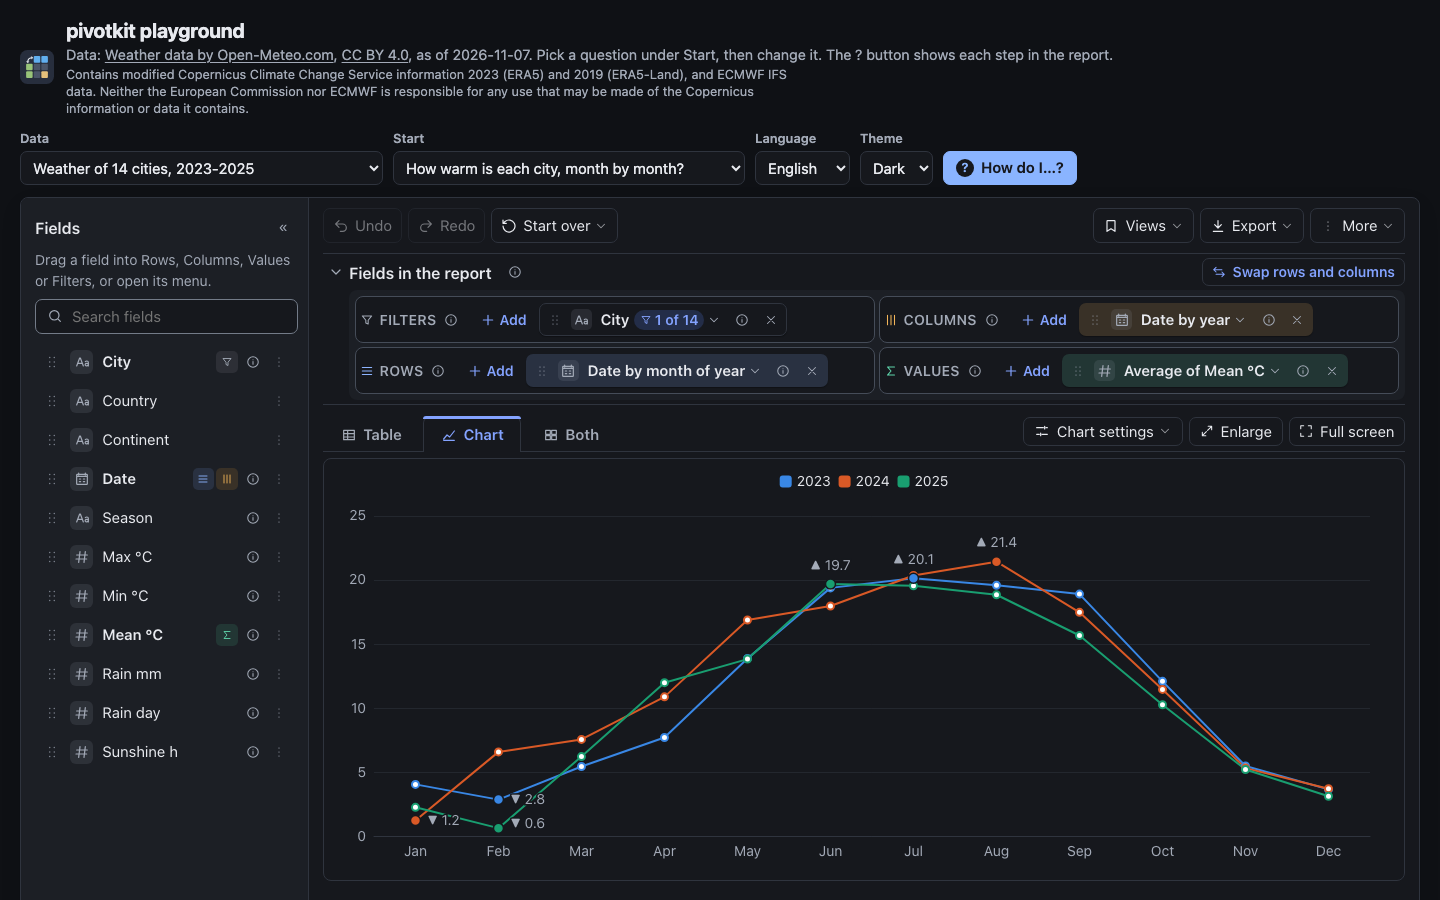 pivotkit playground
Data: Weather data by Open-Meteo.com, CC BY 4.0, as of 2026-11-07. Pick a question under Start, then change it. The ? button shows each step in the report.
Contains modified Copernicus Climate Change Service information 2023 (ERA5) and 2019 (ERA5-Land), and ECMWF IFS
data. Neither the European Commission nor ECMWF is responsible for any use that may be made of the Copernicus
information or data it contains.
Data
Start
Language
Theme
Weather of 14 cities, 2023-2025
How warm is each city, month by month?
English
Dark
? How do I...?
Fields
«
Drag a field into Rows, Columns, Values
or Filters, or open its menu.
Search fields
Aa City
Aa Country
Aa Continent
Date
Aa Season
# Max °C
# Min °C
# Mean °C Σ
# Rain mm
# Rain day
# Sunshine h
Undo
Redo
Start over
Views
Export
More
Fields in the report
Swap rows and columns
FILTERS + Add Aa City 1 of 14
COLUMNS + Add Date by year
ROWS + Add Date by month of year
Σ VALUES + Add # Average of Mean °C
Table
Chart
Both
Chart settings
Enlarge
Full screen
2023 2024 2025
25
20
15
10
5
0
▲ 19.7
▲ 20.1
▲ 21.4
▼ 1.2
▼ 2.8
▼ 0.6
Jan Feb Mar Apr May Jun Jul Aug Sep Oct Nov Dec